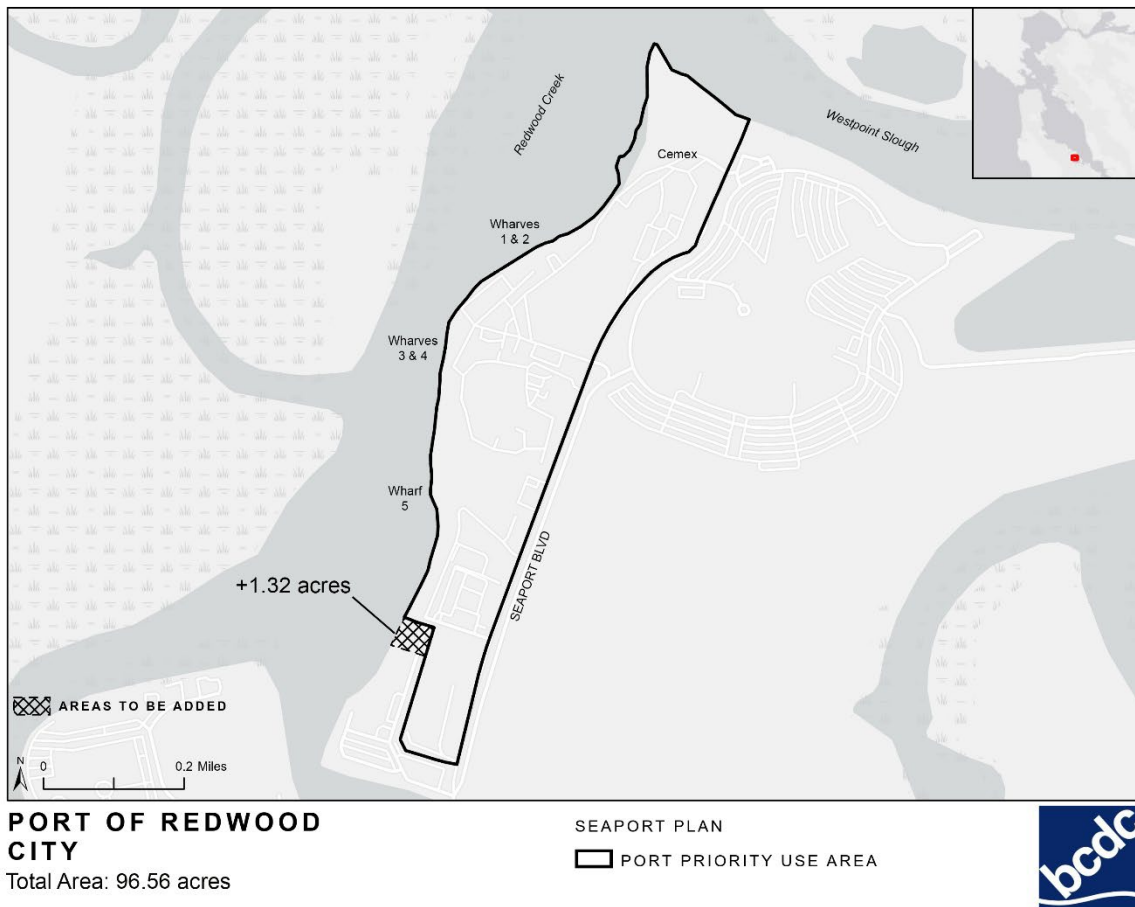 Redwood Creek
Westpoint Slough
Cemex
Wharves
1 & 2
Wharves
3 & 4
Wharf
5
SEAPORT BLVD
+1.32 acres
AREAS TO BE ADDED
N
0
0.2 Miles
PORT OF REDWOOD
CITY
Total Area: 96.56 acres
SEAPORT PLAN
PORT PRIORITY USE AREA
bcdc